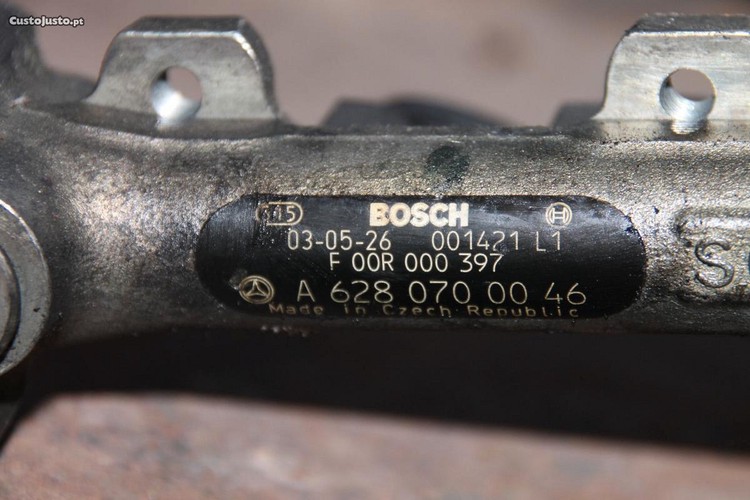 CustoJusto.pt
BOSCH
03-05-26 001421 L1
F 00R 000 397
A 628 070 00 46
Made in Czech Republic